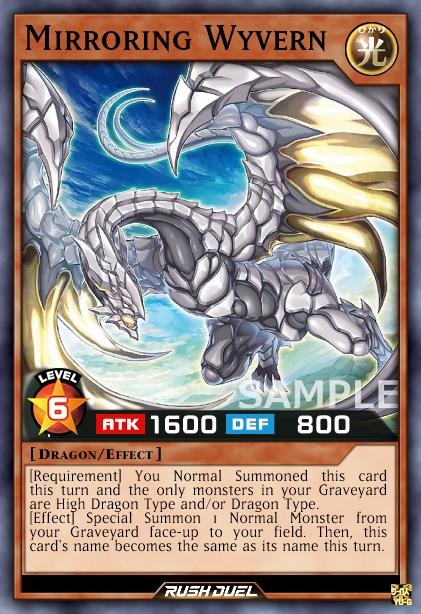 Mirroring Wyvern
ひかり
光
SAMPLE
LEVEL
6
ATK 1600 DEF 800
[Dragon/Effect]
[Requirement] You Normal Summoned this card
this turn and the only monsters in your Graveyard
are High Dragon Type and/or Dragon Type.
[Effect] Special Summon 1 Normal Monster from
your Graveyard face-up to your field. Then, this
card's name becomes the same as its name this turn.
RUSH DUEL